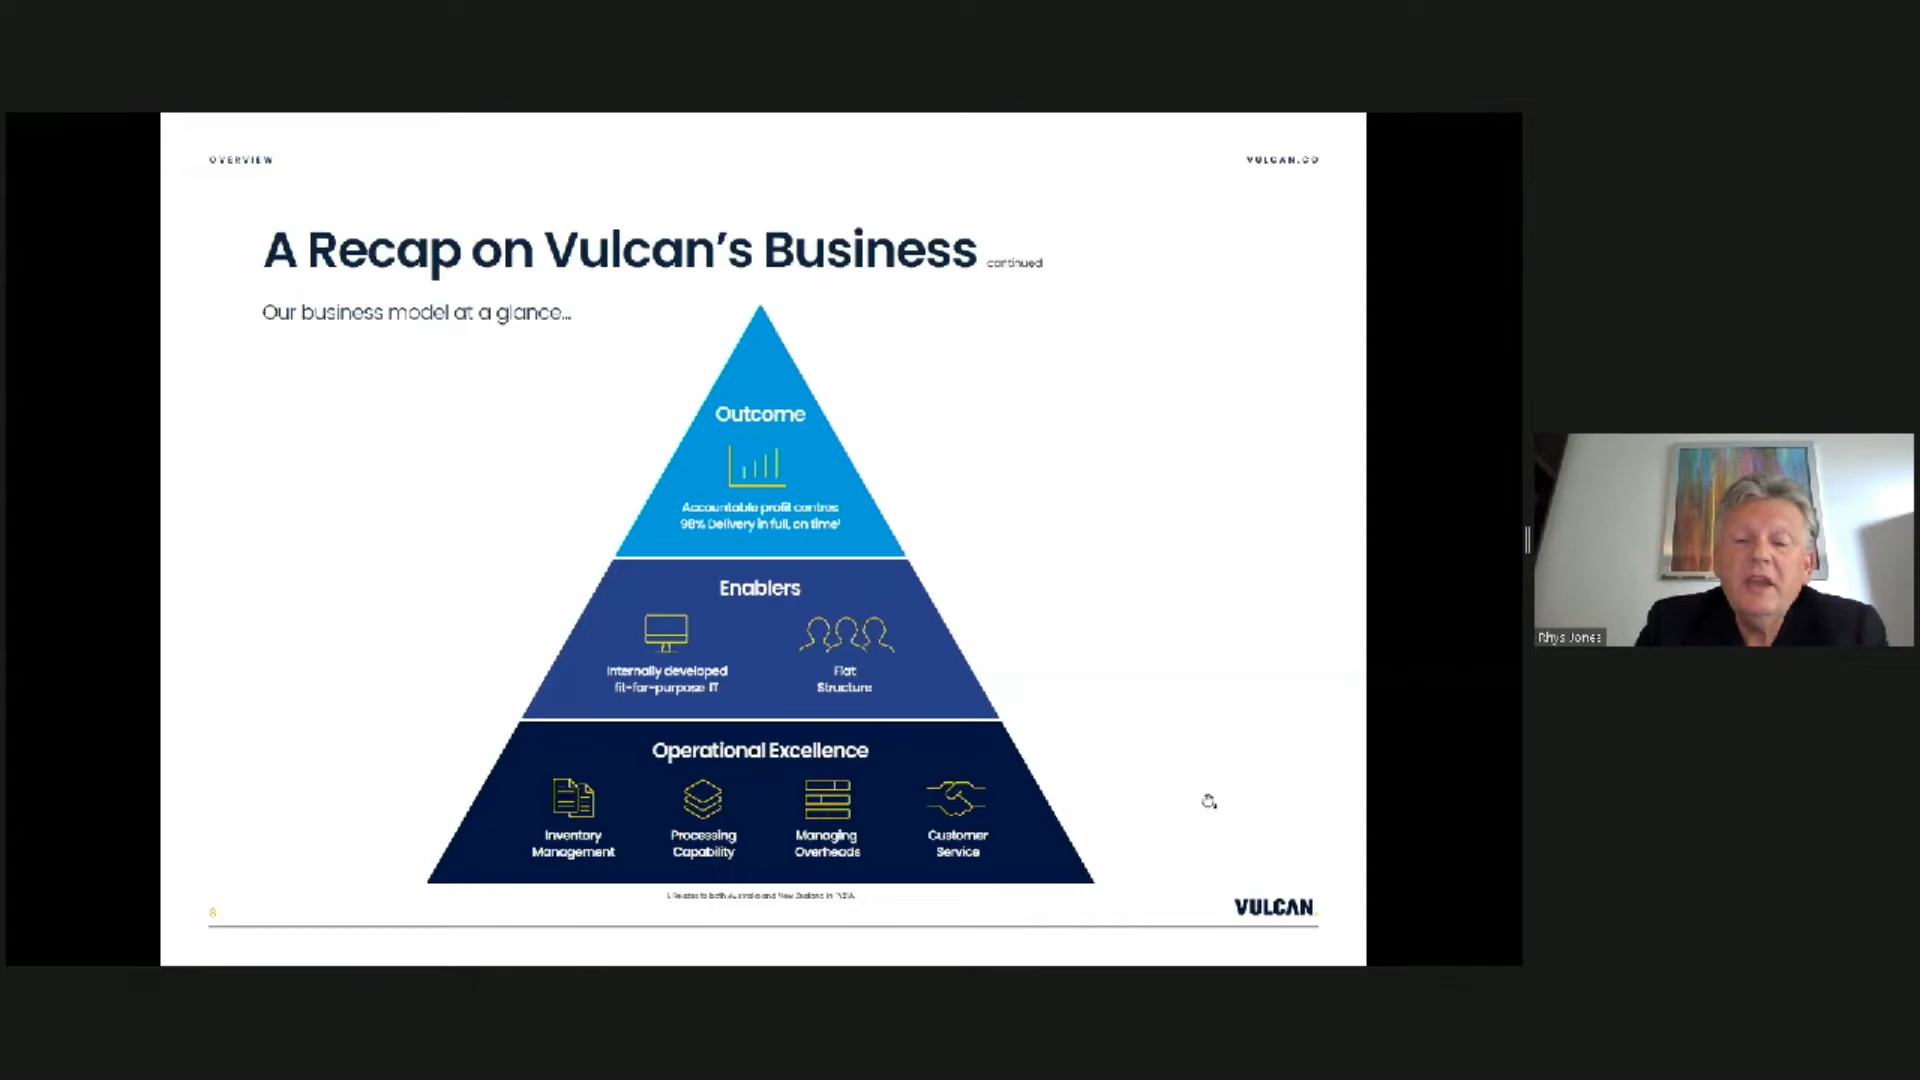 OVERVIEW
VULCAN.CO
A Recap on Vulcan's Business continued
Our business model at a glance...
Outcome
Accountable profit centres
98% Delivery in full, on time¹
Enablers
Internally developed
fit-for-purpose IT
Flat
Structure
Operational Excellence
Inventory
Management
Processing
Capability
Managing
Overheads
Customer
Service
1. Relates to both Australia and New Zealand in
8
VULCAN.
Rhys Jones